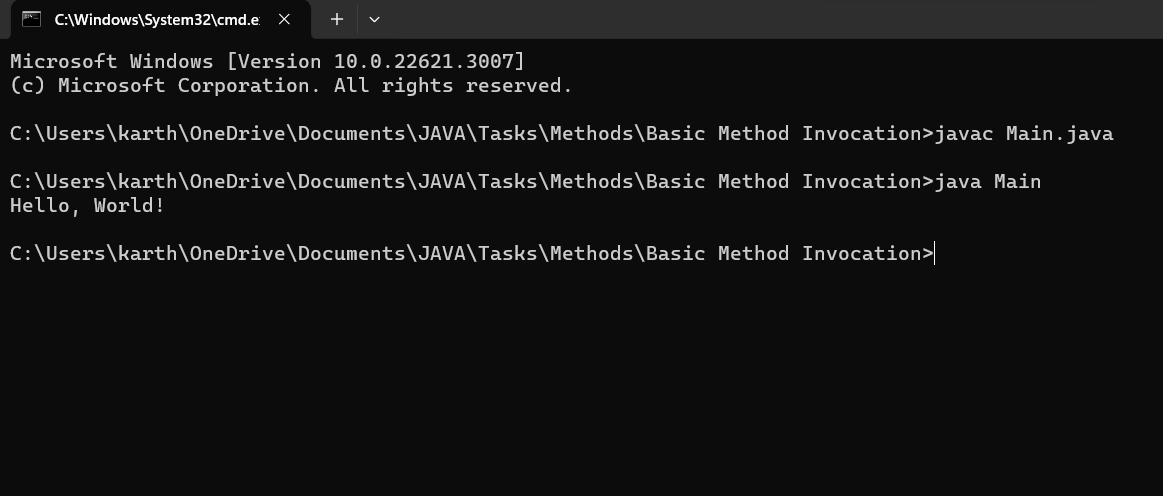 C:\Windows\System32\cmd.e
Microsoft Windows [Version 10.0.22621.3007]
(c) Microsoft Corporation. All rights reserved.
C:\Users\karth\OneDrive\Documents\JAVA\Tasks\Methods\Basic Method Invocation>javac Main.java
C:\Users\karth\OneDrive\Documents\JAVA\Tasks\Methods\Basic Method Invocation>java Main
Hello, World!
C:\Users\karth\OneDrive\Documents\JAVA\Tasks\Methods\Basic Method Invocation>